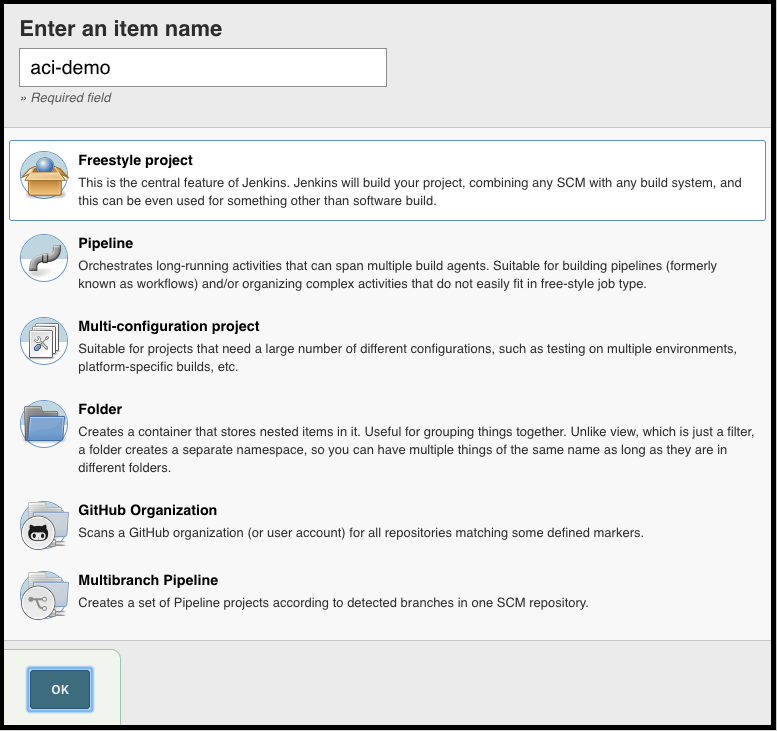 Enter an item name
aci-demo
» Required field
Freestyle project
This is the central feature of Jenkins. Jenkins will build your project, combining any SCM with any build system, and
this can be even used for something other than software build.
Pipeline
Orchestrates long-running activities that can span multiple build agents. Suitable for building pipelines (formerly
known as workflows) and/or organizing complex activities that do not easily fit in free-style job type.
Multi-configuration project
Suitable for projects that need a large number of different configurations, such as testing on multiple environments,
platform-specific builds, etc.
Folder
Creates a container that stores nested items in it. Useful for grouping things together. Unlike view, which is just a filter,
a folder creates a separate namespace, so you can have multiple things of the same name as long as they are in
different folders.
GitHub Organization
Scans a GitHub organization (or user account) for all repositories matching some defined markers.
Multibranch Pipeline
Creates a set of Pipeline projects according to detected branches in one SCM repository.
OK